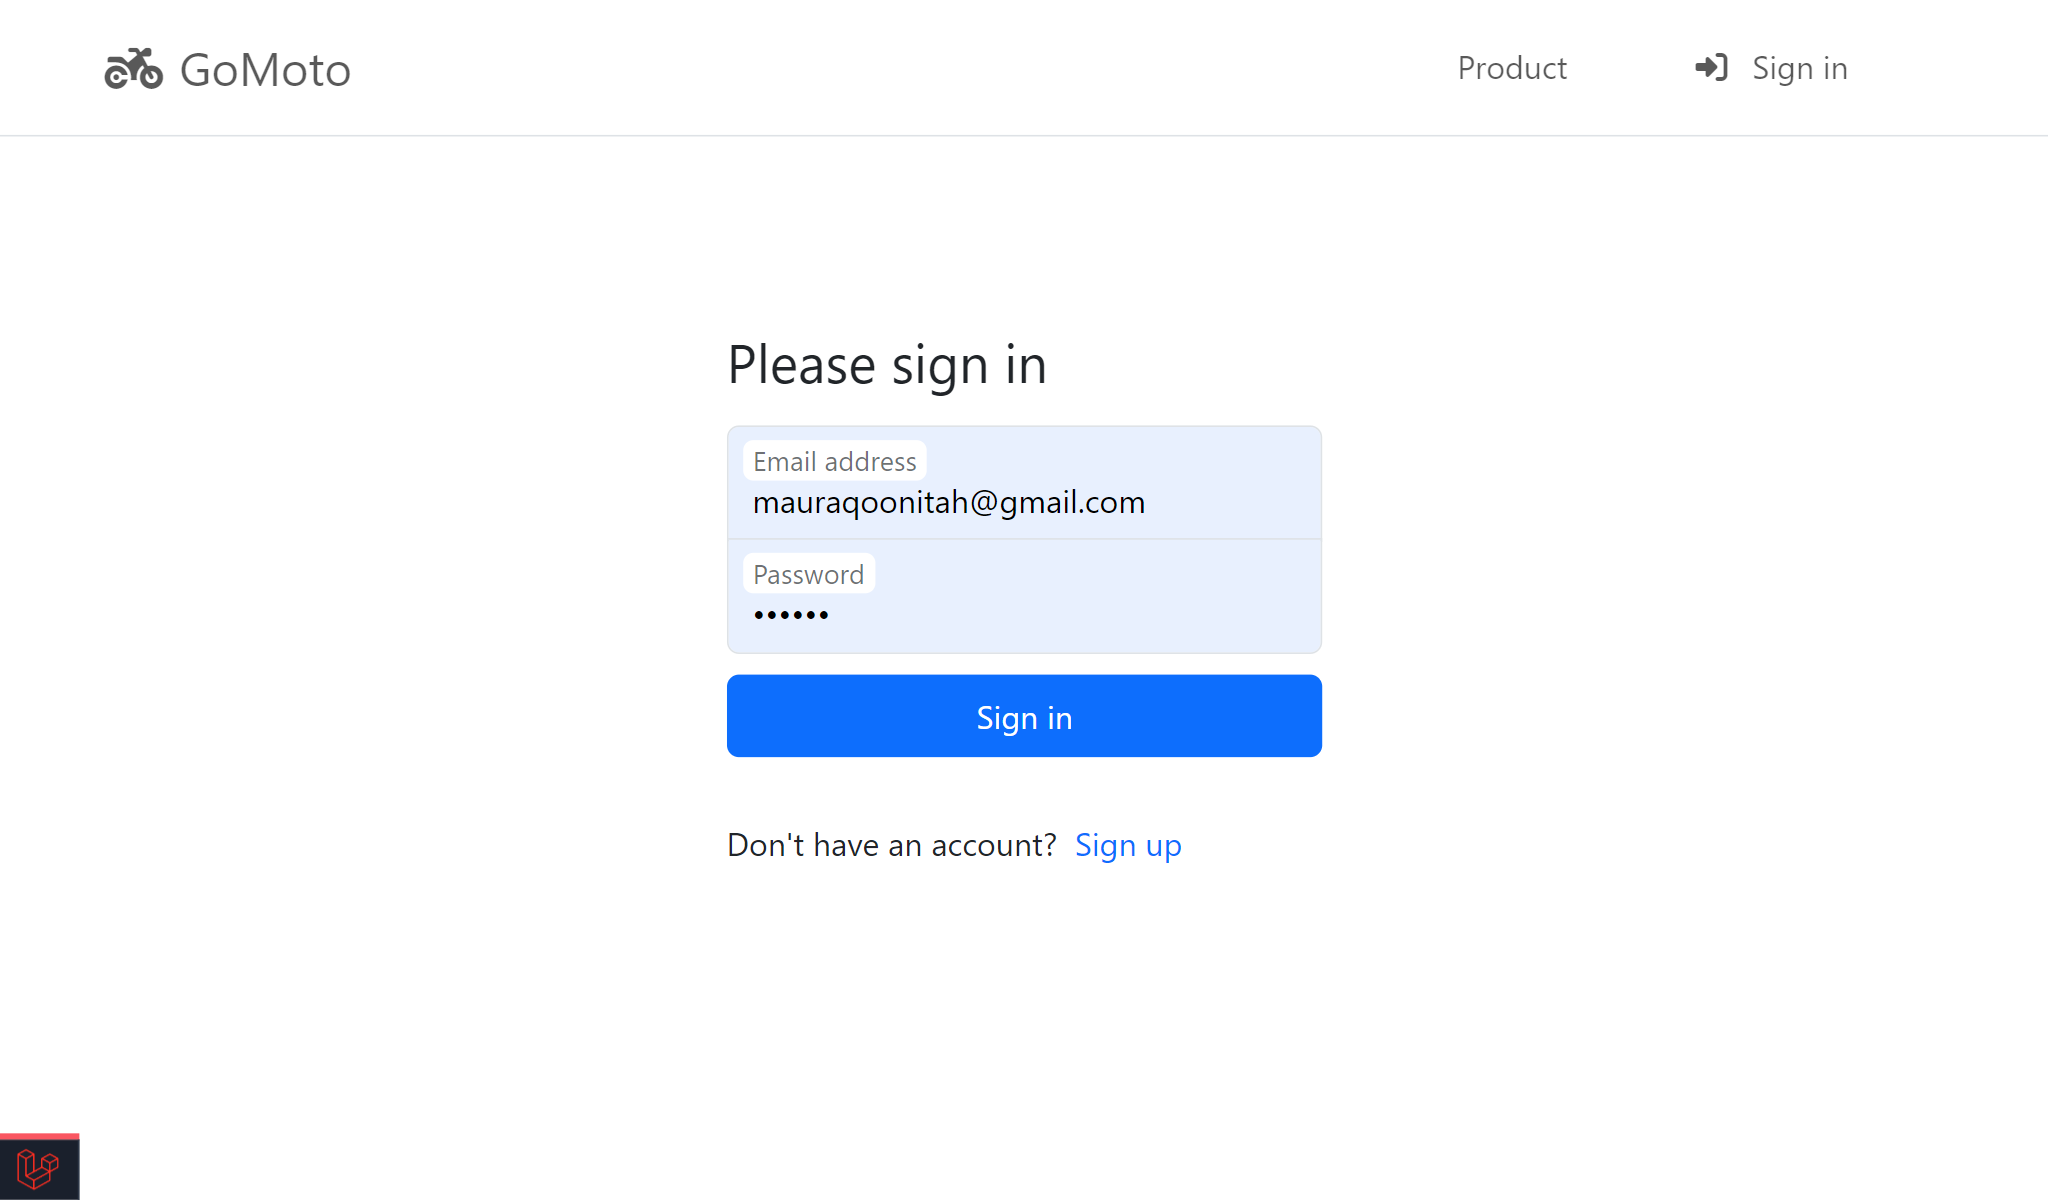 GoMoto
Product
Sign in
Please sign in
Email address
mauraqoonitah@gmail.com
Password
••••••
Sign in
Don't have an account? Sign up